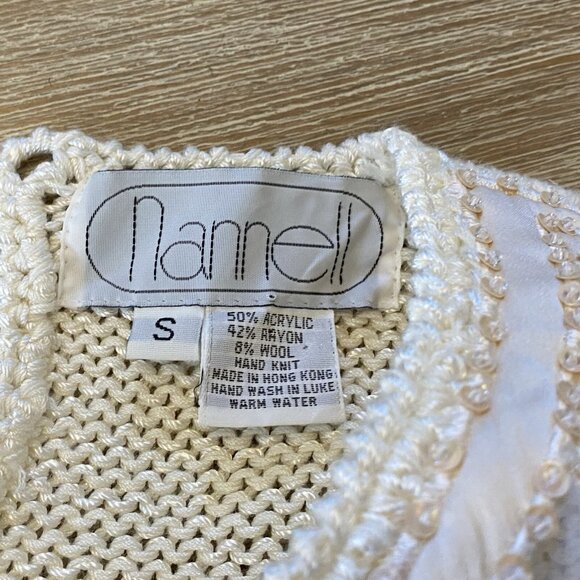 nannell
S
50% ACRYLIC
42% RAYON
8% WOOL
HAND KNIT
MADE IN HONG KONG
HAND WASH IN LUKE
WARM WATER